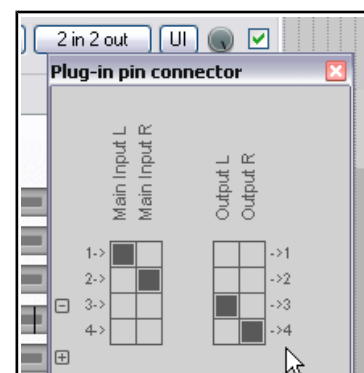 2 in 2 out UI
Plug-in pin connector
Main Input L
Main Input R
Output L
Output R
1-> ->1
2-> ->2
3-> ->3
4-> ->4